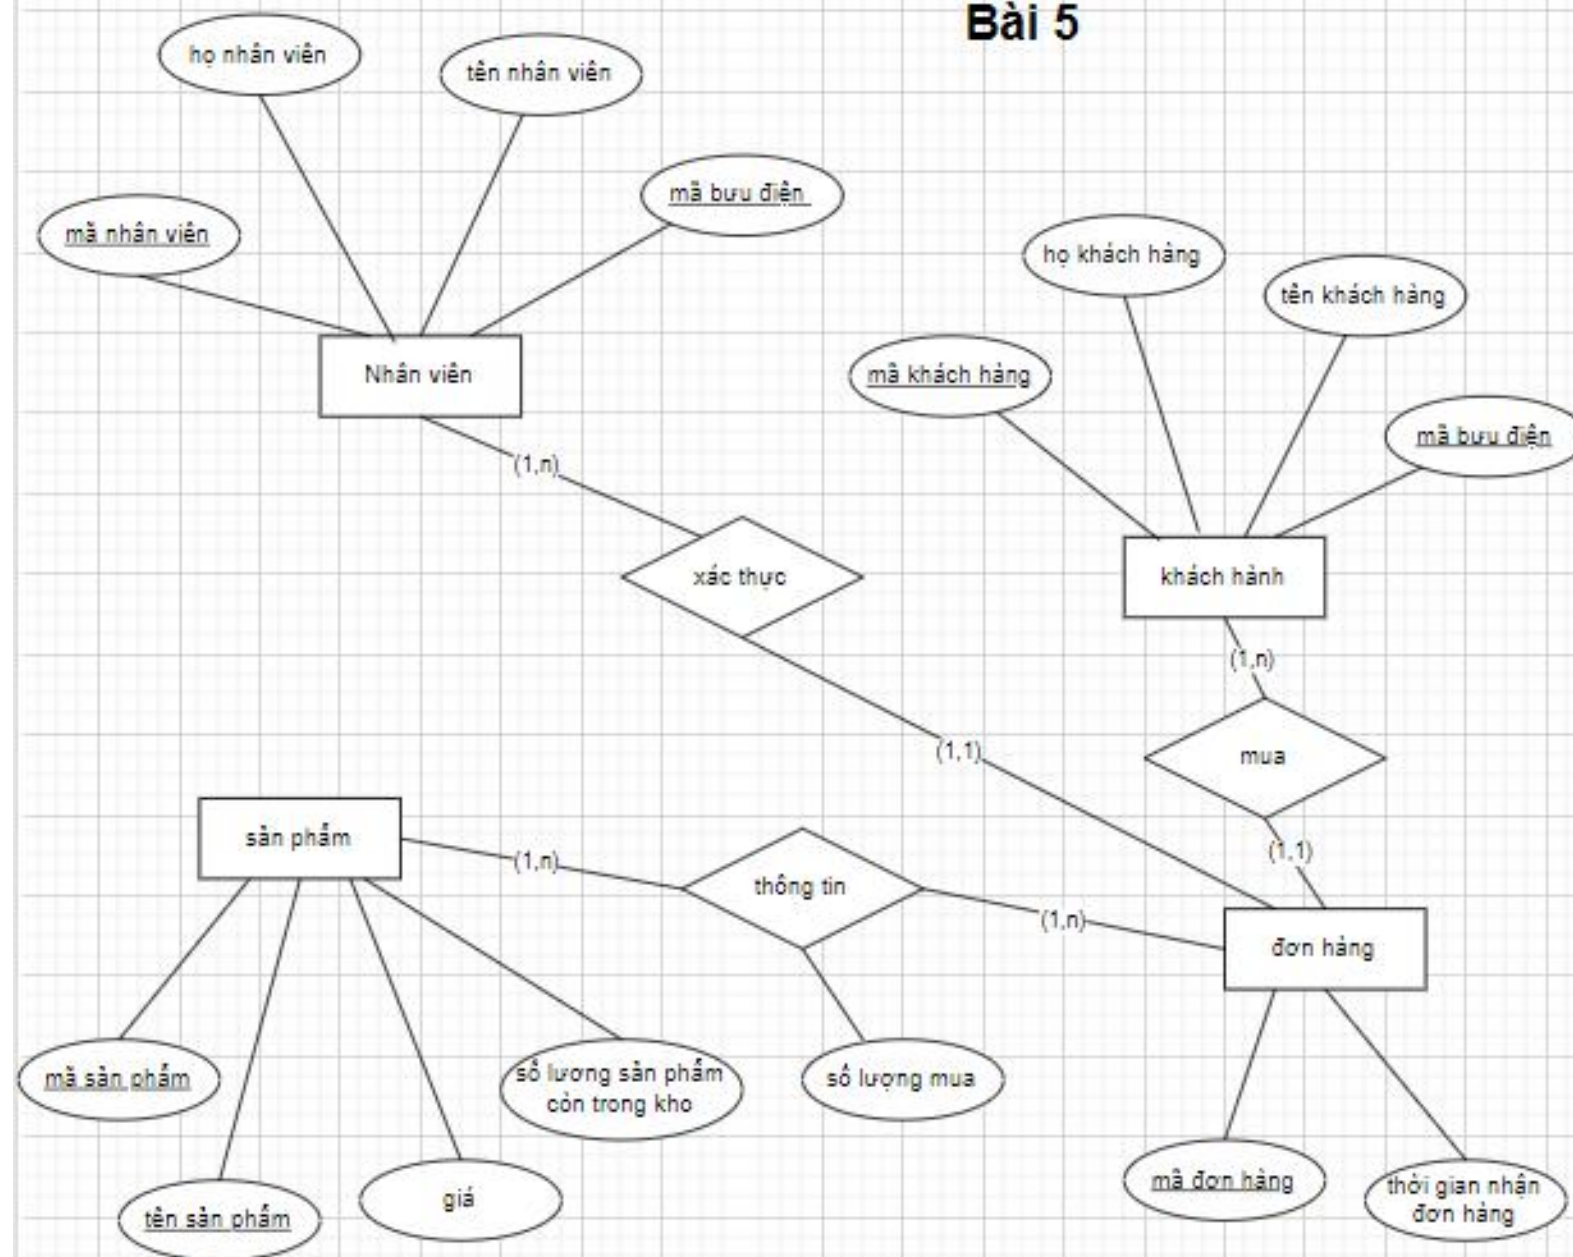 Bài 5
họ nhân viên
tên nhân viên
mã bưu điện
mã nhân viên
Nhân viên
họ khách hàng
tên khách hàng
mã khách hàng
mã bưu điện
(1,n)
xác thực
khách hành
(1,n)
(1,1)
mua
sản phẩm
(1,n)
thông tin
(1,1)
(1,n)
đơn hàng
mã sản phẩm
số lương sản phẩm
còn trong kho
số lượng mua
tên sản phẩm
giá
mã đơn hàng
thời gian nhận
đơn hàng